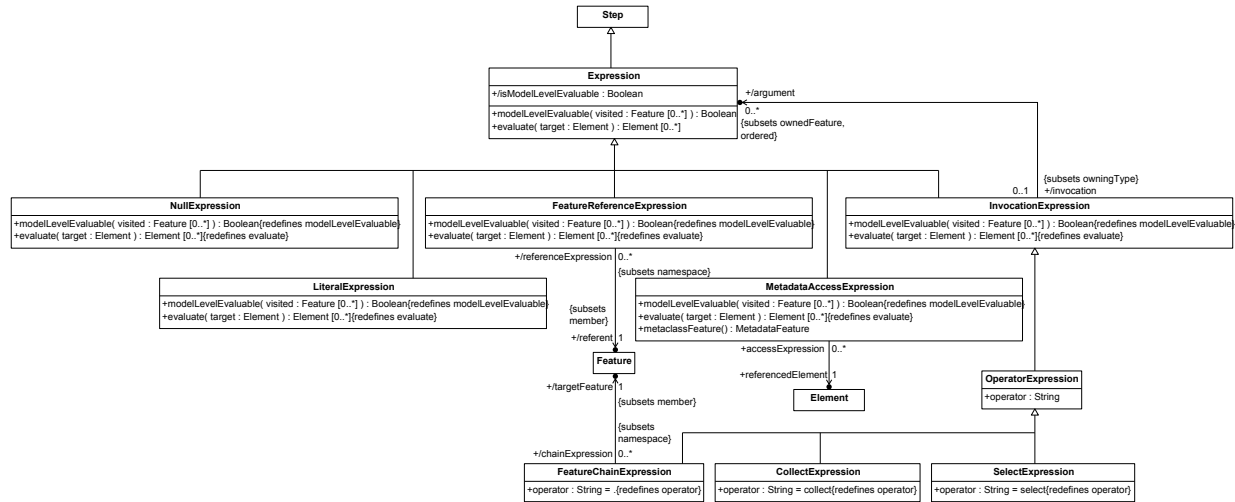 Step
Expression
+/isModelLevelEvaluable : Boolean
+modelLevelEvaluable( visited : Feature [0..*] ) : Boolean
+evaluate( target : Element ) : Element [0..*]
+/argument
0..*
{subsets ownedFeature,
ordered}
{subsets owningType}
0..1
+/invocation
NullExpression
+modelLevelEvaluable( visited : Feature [0..*] ) : Boolean{redefines modelLevelEvaluable}
+evaluate( target : Element ) : Element [0..*]{redefines evaluate}
FeatureReferenceExpression
+modelLevelEvaluable( visited : Feature [0..*] ) : Boolean{redefines modelLevelEvaluable}
+evaluate( target : Element ) : Element [0..*]{redefines evaluate}
InvocationExpression
+modelLevelEvaluable( visited : Feature [0..*] ) : Boolean{redefines modelLevelEvaluable}
+evaluate( target : Element ) : Element [0..*]{redefines evaluate}
+/referenceExpression 0..*
{subsets namespace}
LiteralExpression
+modelLevelEvaluable( visited : Feature [0..*] ) : Boolean{redefines modelLevelEvaluable}
+evaluate( target : Element ) : Element [0..*]{redefines evaluate}
MetadataAccessExpression
+modelLevelEvaluable( visited : Feature [0..*] ) : Boolean{redefines modelLevelEvaluable}
+evaluate( target : Element ) : Element [0..*]{redefines evaluate}
+metaclassFeature() : MetadataFeature
{subsets
member}
+/referent 1
Feature
+accessExpression 0..*
+referencedElement 1
Element
+/targetFeature 1
{subsets member}
{subsets
namespace}
+/chainExpression 0..*
OperatorExpression
+operator : String
FeatureChainExpression
+operator : String = .{redefines operator}
CollectExpression
+operator : String = collect{redefines operator}
SelectExpression
+operator : String = select{redefines operator}